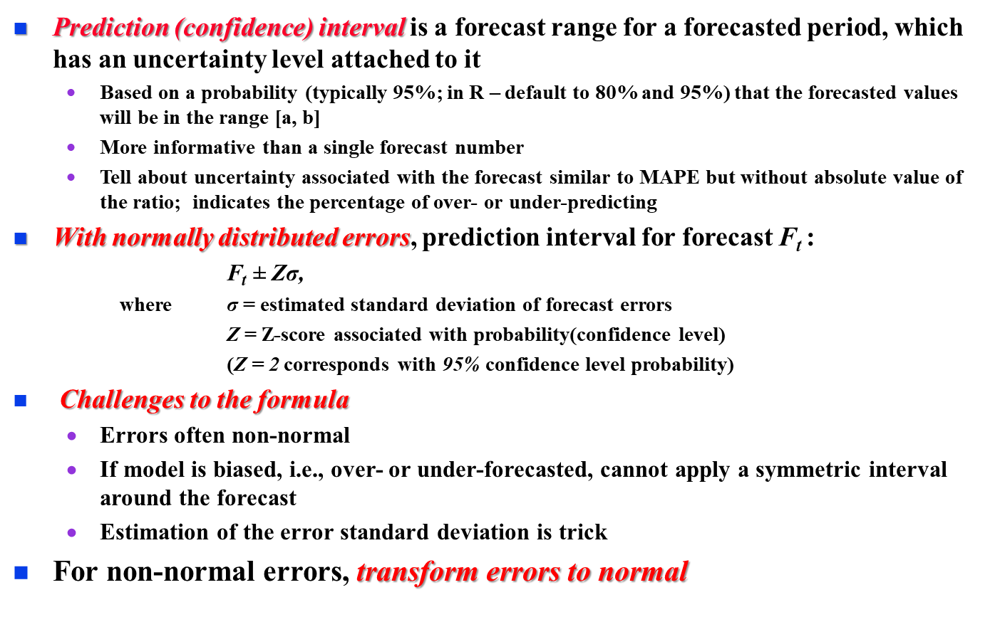 Prediction (confidence) interval is a forecast range for a forecasted period, which
has an uncertainty level attached to it
Based on a probability (typically 95%; in R – default to 80% and 95%) that the forecasted values
will be in the range [a, b]
More informative than a single forecast number
Tell about uncertainty associated with the forecast similar to MAPE but without absolute value of
the ratio; indicates the percentage of over- or under-predicting
With normally distributed errors, prediction interval for forecast Ft :
Ft ± Zσ,
where σ = estimated standard deviation of forecast errors
Z = Z-score associated with probability(confidence level)
(Z = 2 corresponds with 95% confidence level probability)
Challenges to the formula
Errors often non-normal
If model is biased, i.e., over- or under-forecasted, cannot apply a symmetric interval
around the forecast
Estimation of the error standard deviation is trick
For non-normal errors, transform errors to normal